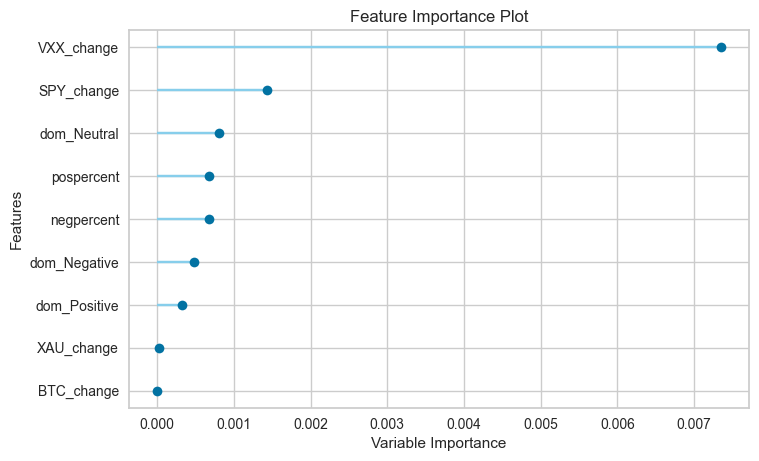 Feature Importance Plot
Features
VXX_change
SPY_change
dom_Neutral
pospercent
negpercent
dom_Negative
dom_Positive
XAU_change
BTC_change
0.000 0.001 0.002 0.003 0.004 0.005 0.006 0.007
Variable Importance